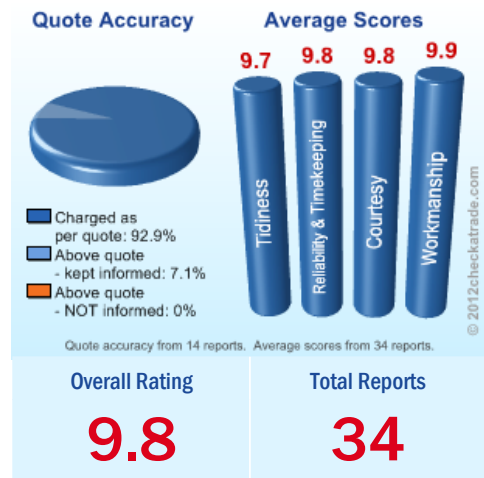 Quote Accuracy
Charged as
per quote: 92.9%
Above quote
- kept informed: 7.1%
Above quote
- NOT informed: 0%
Average Scores
9.7
9.8
9.8
9.9
Tidiness
Reliability & Timekeeping
Courtesy
Workmanship
© 2012checkatrade.com
Quote accuracy from 14 reports. Average scores from 34 reports.
Overall Rating
9.8
Total Reports
34